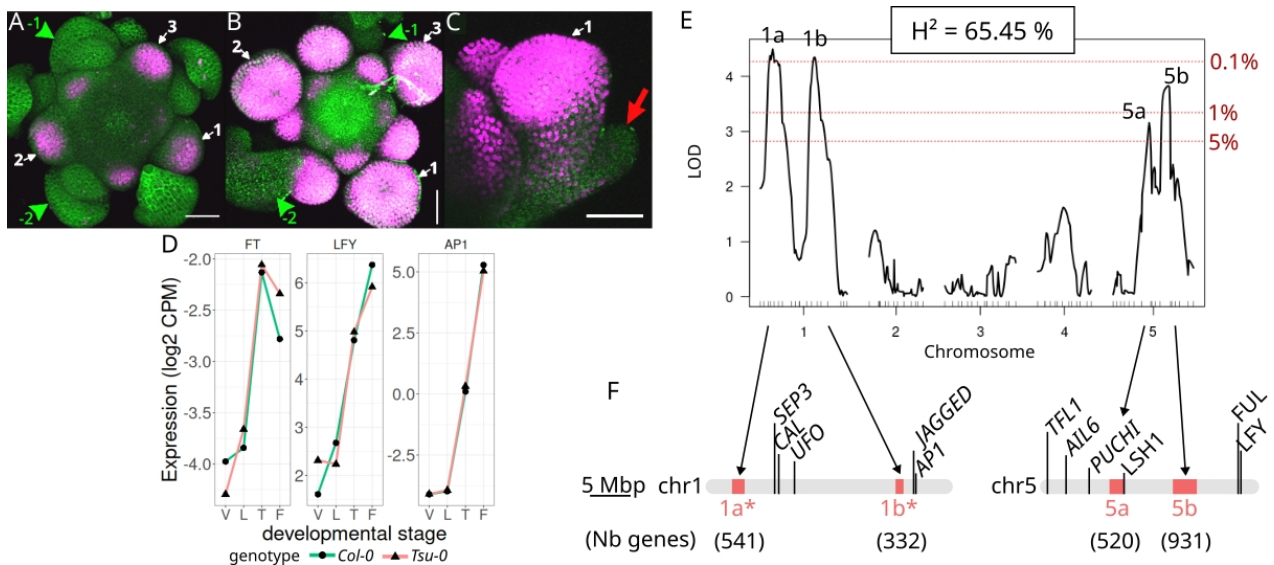 A
-1
3
1
2
-2
B
-1
3
2
1
-2
C
1
D
FT
LFY
AP1
Expression (log2 CPM)
-2.0
-2.5
-3.0
-3.5
-4.0
6
5
4
3
2
5.0
2.5
0.0
-2.5
V L T F
V L T F
V L T F
developmental stage
genotype Col-0 Tsu-0
E
H² = 65.45 %
1a
1b
5a
5b
0.1%
1%
5%
LOD
4
3
2
1
0
1 2 3 4 5
Chromosome
F
SEP3
CAL
UFO
JAGGED
AP1
TFL1
AIL6
PUCHI
LSH1
FUL
LFY
5 Mbp chr1
chr5
1a* 1b* 5a 5b
(Nb genes) (541) (332) (520) (931)